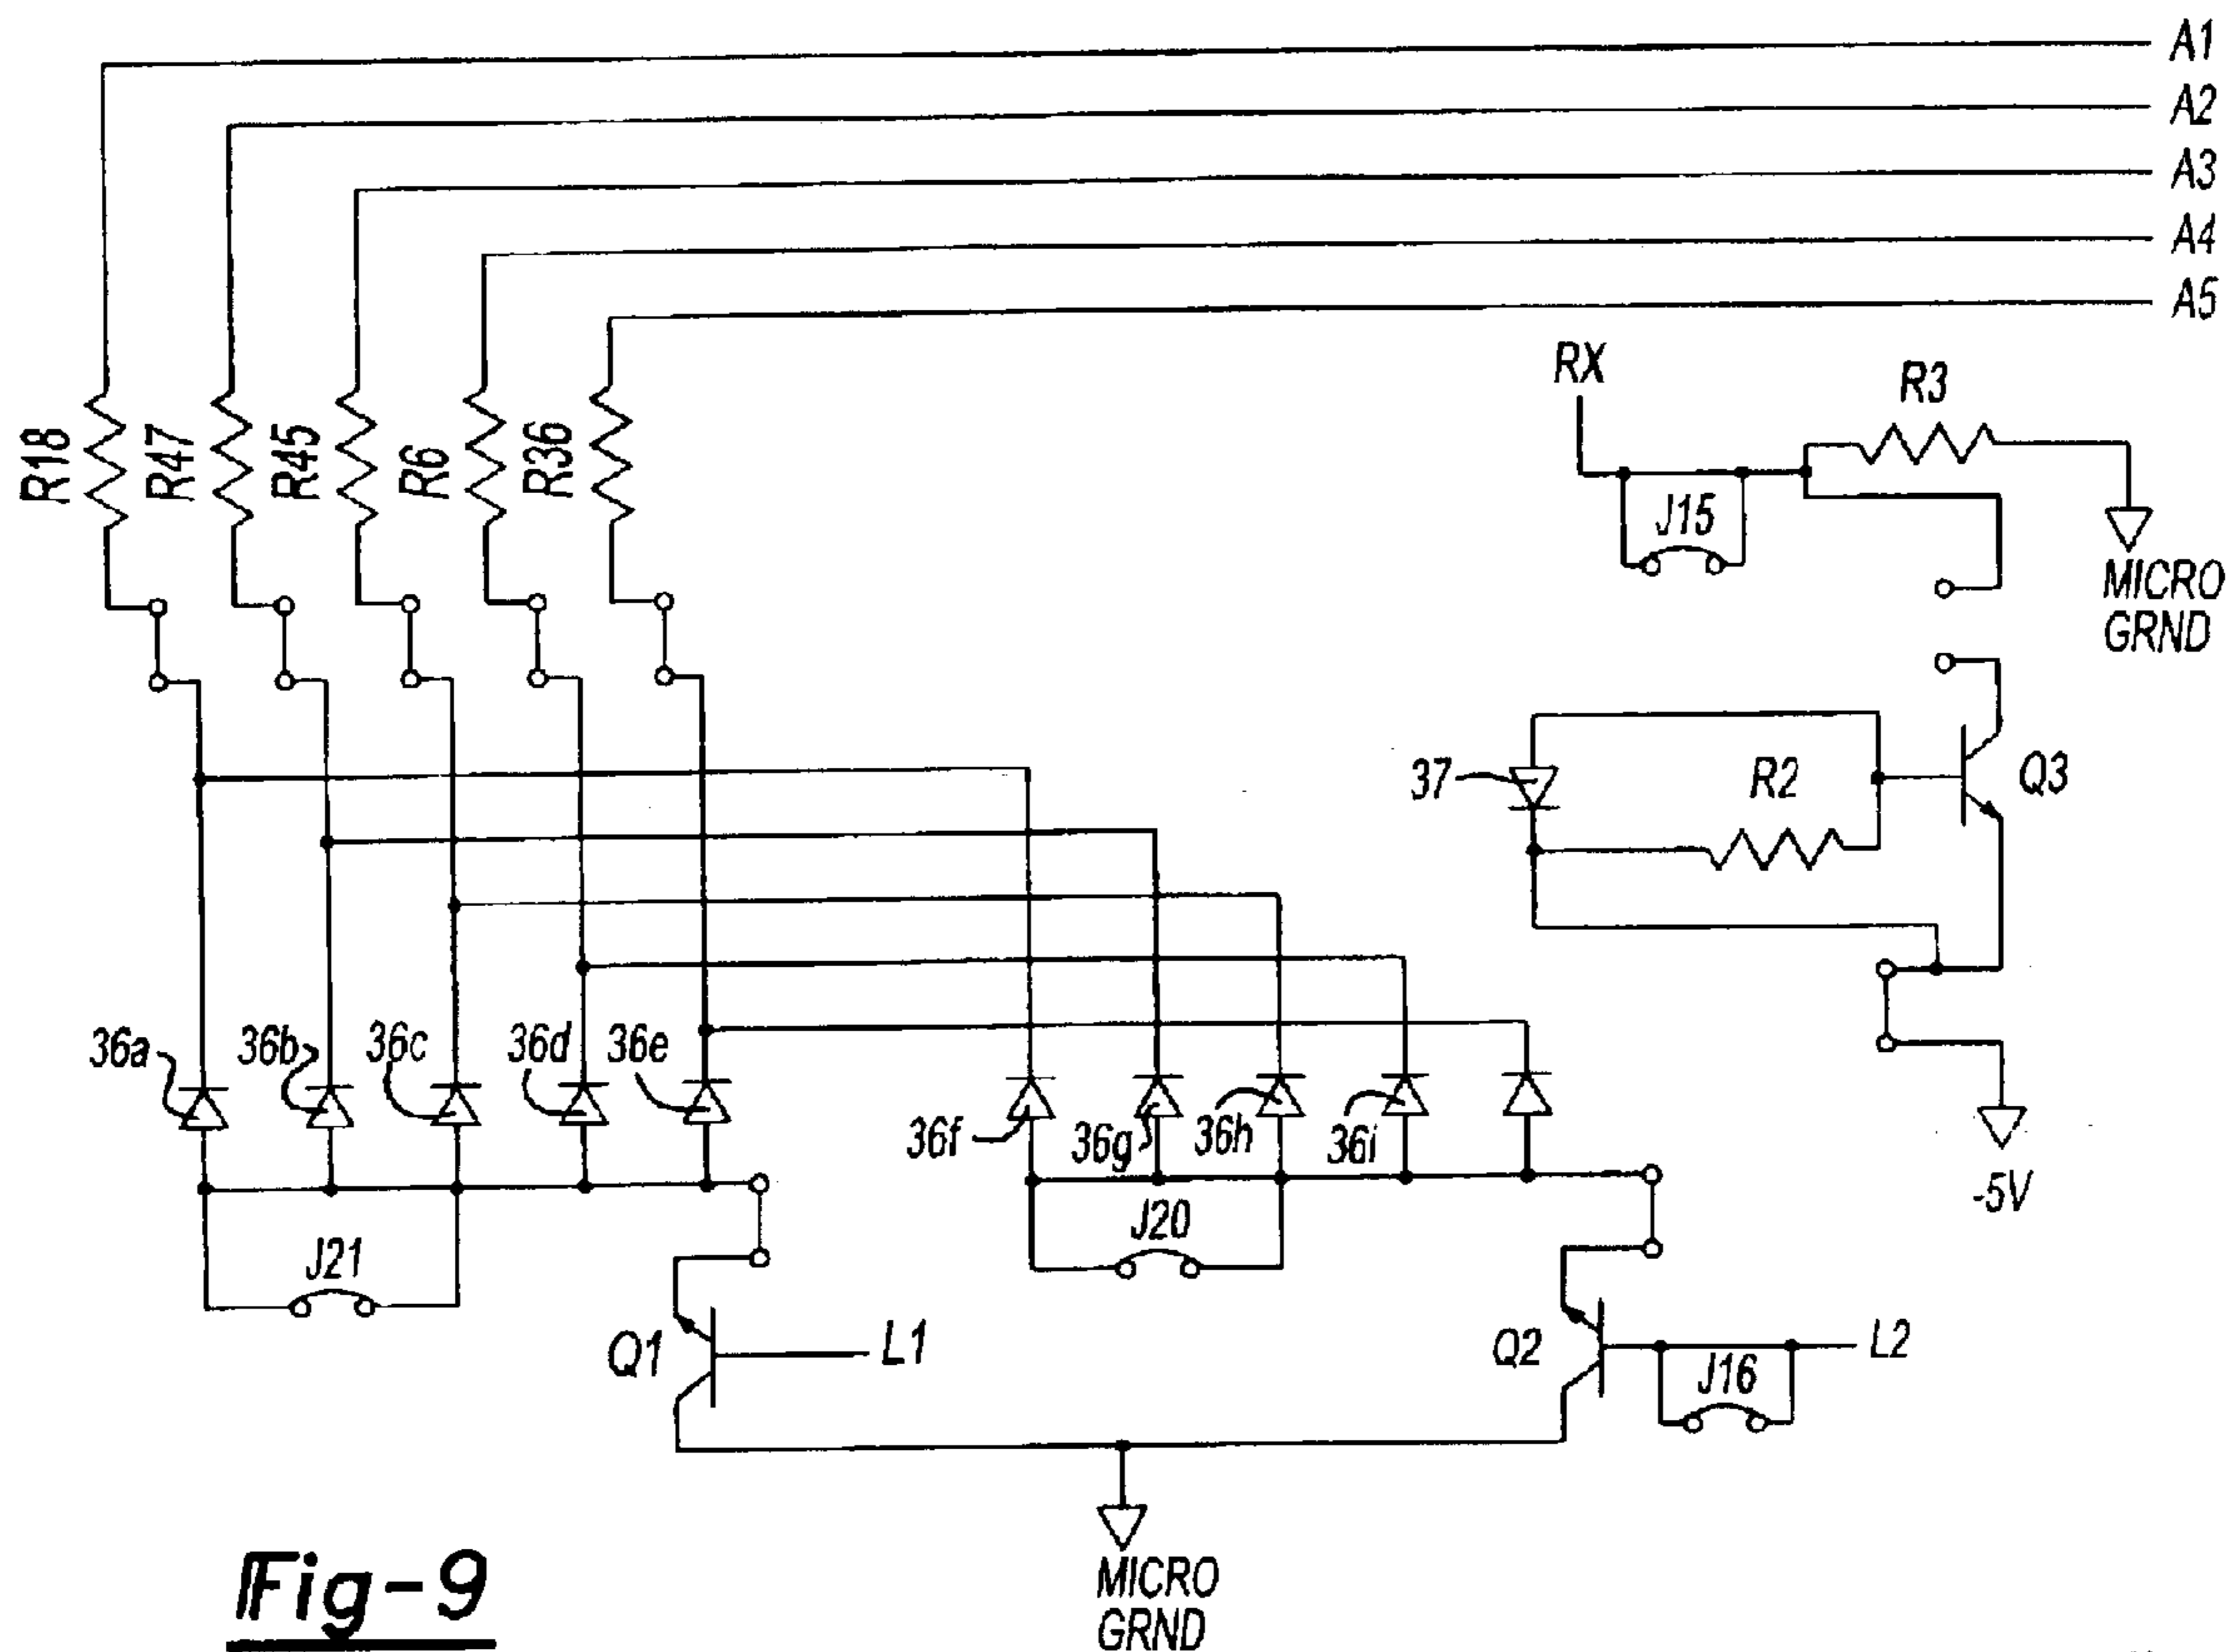 A1
A2
A3
A4
A5
RX
R3
R18
R47
R45
R6
R36
J15
MICRO
GRND
37
R2
Q3
36a
36b
36c
36d
36e
36f
36g
36h
36i
-5V
J21
J20
Q1
L1
Q2
L2
J16
MICRO
GRND
Fig-9